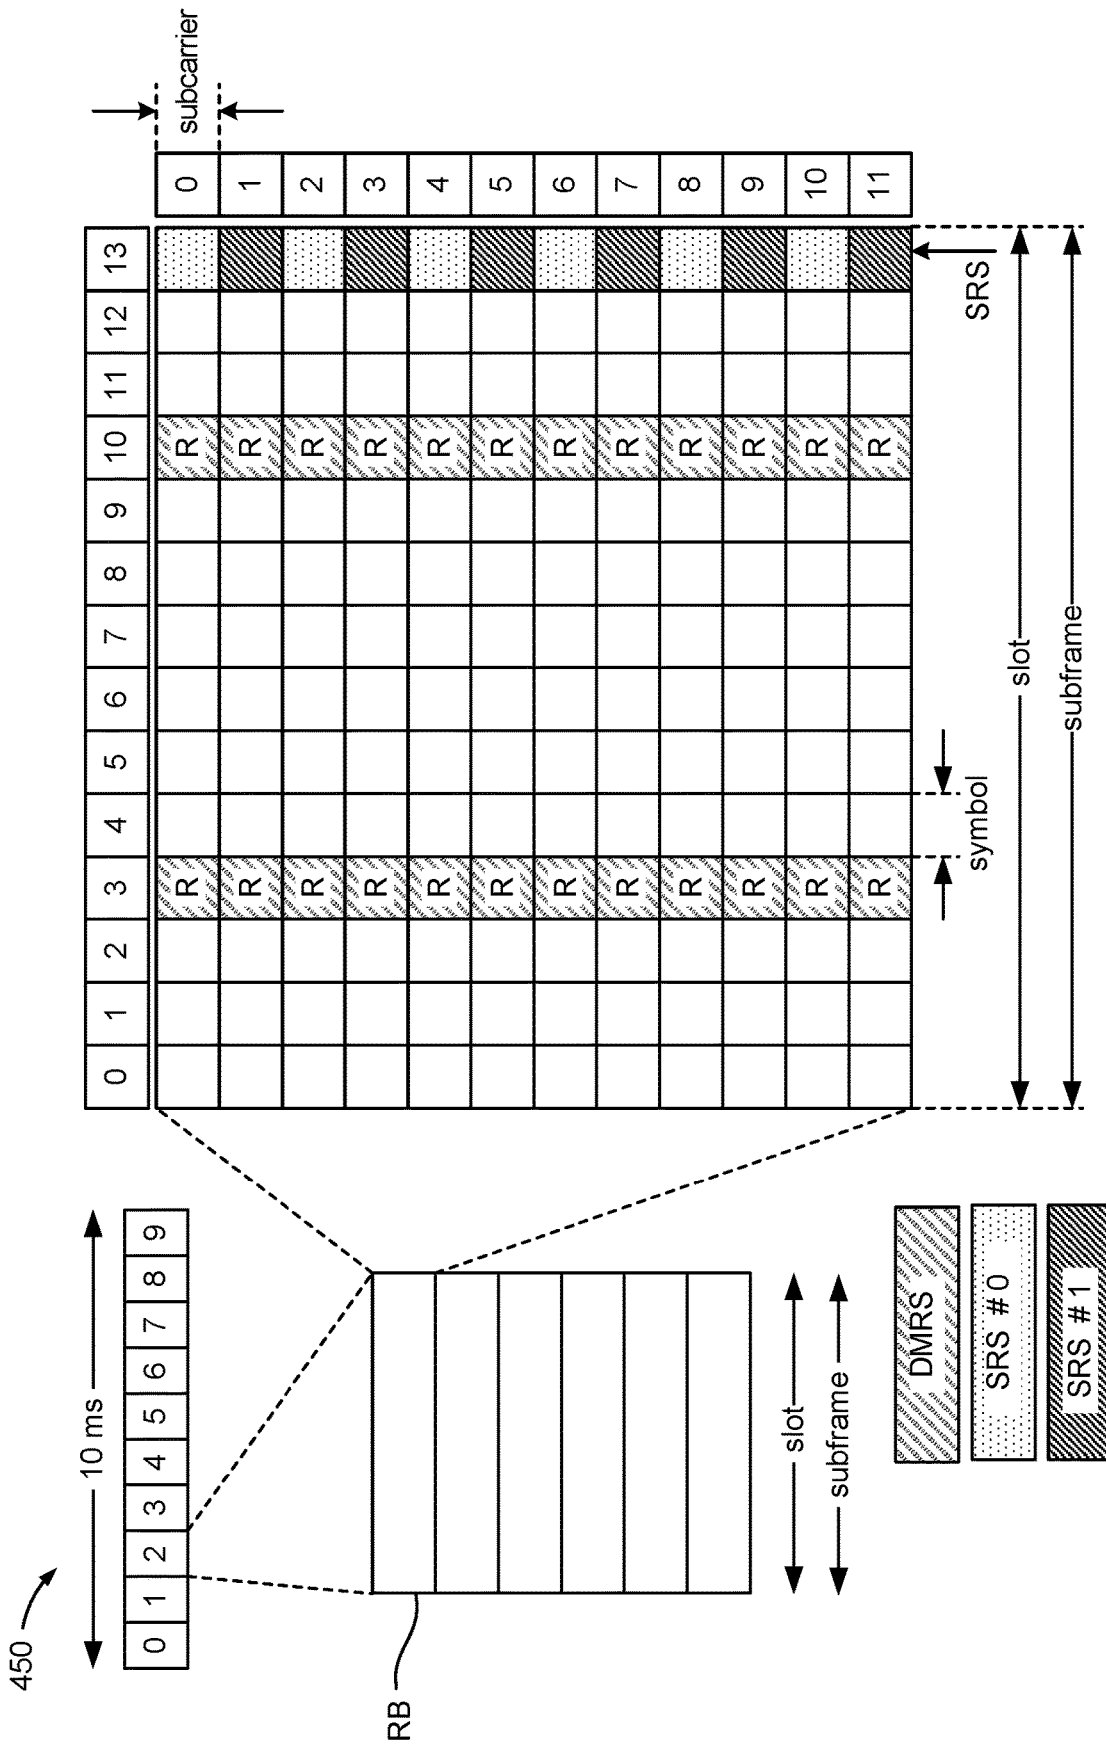 450
10 ms
0 1 2 3 4 5 6 7 8 9
RB
slot
subframe
0 1 2 3 4 5 6 7 8 9 10 11 12 13
subcarrier
R R 0
R R 1
R R 2
R R 3
R R 4
R R 5
R R 6
R R 7
R R 8
R R 9
R R 10
R R 11
symbol
SRS
slot
subframe
DMRS
SRS # 0
SRS # 1